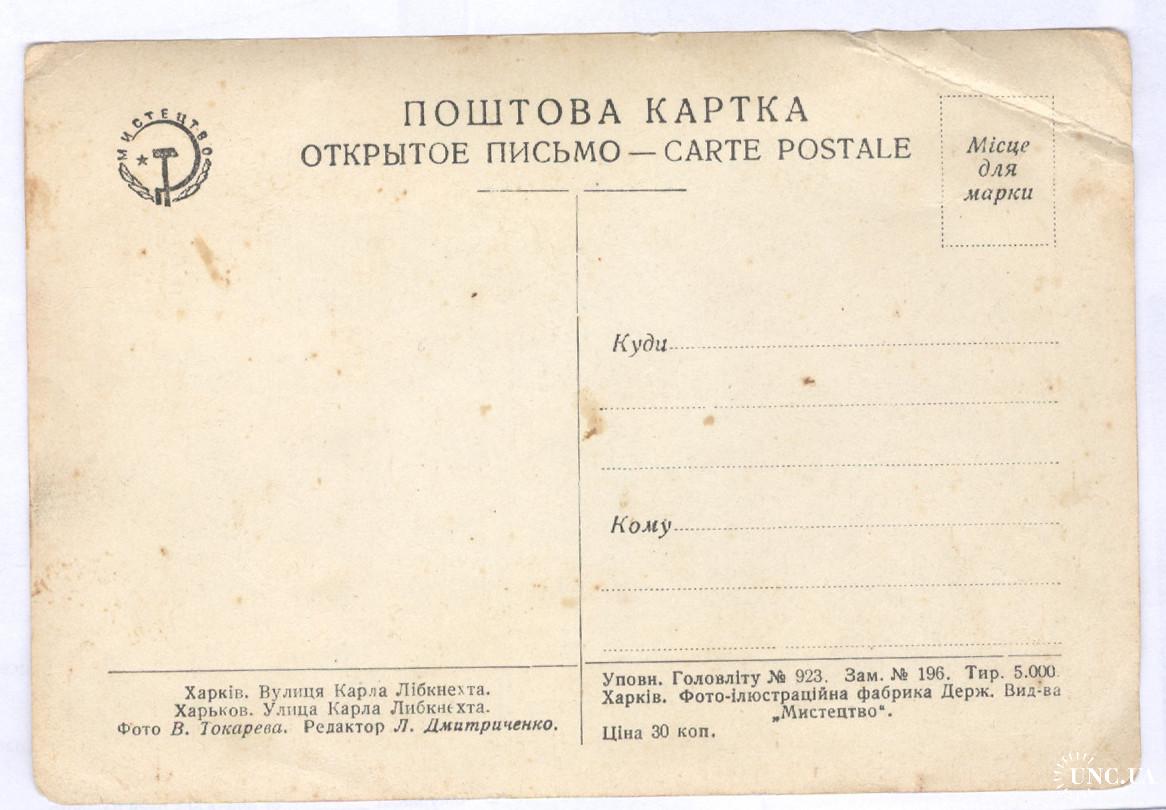 МИСТЕЦТВО
ПОШТОВА КАРТКА
ОТКРЫТОЕ ПИСЬМО — CARTE POSTALE
Місце
для
марки
Куди
Кому
Харків. Вулиця Карла Лібкнехта.
Харьков. Улица Карла Либкнехта.
Фото В. Токарева. Редактор Л. Дмитриченко.
Уповн. Головліту № 923. Зам. № 196. Тир. 5.000
Харків. Фото-ілюстраційна фабрика Держ. Вид-ва
„Мистецтво“.
Ціна 30 коп.
UNC.UA